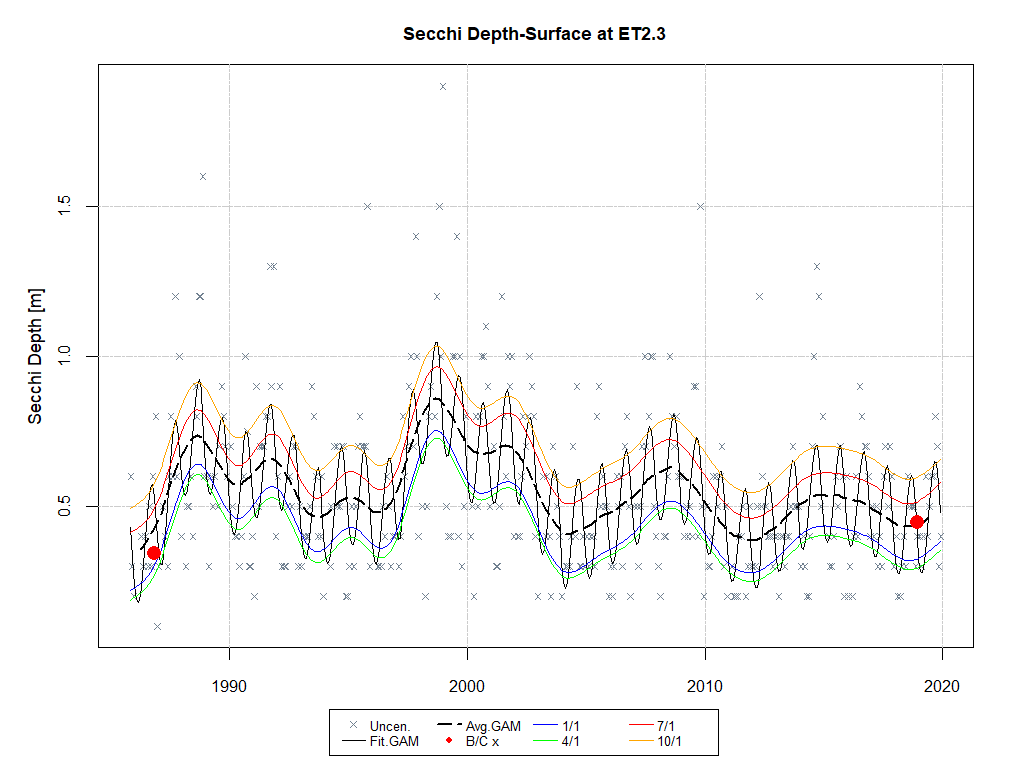 Secchi Depth-Surface at ET2.3
Secchi Depth [m]
1.5
1.0
0.5
1990 2000 2010 2020
Uncen. Avg.GAM 1/1 7/1
Fit.GAM B/C x 4/1 10/1